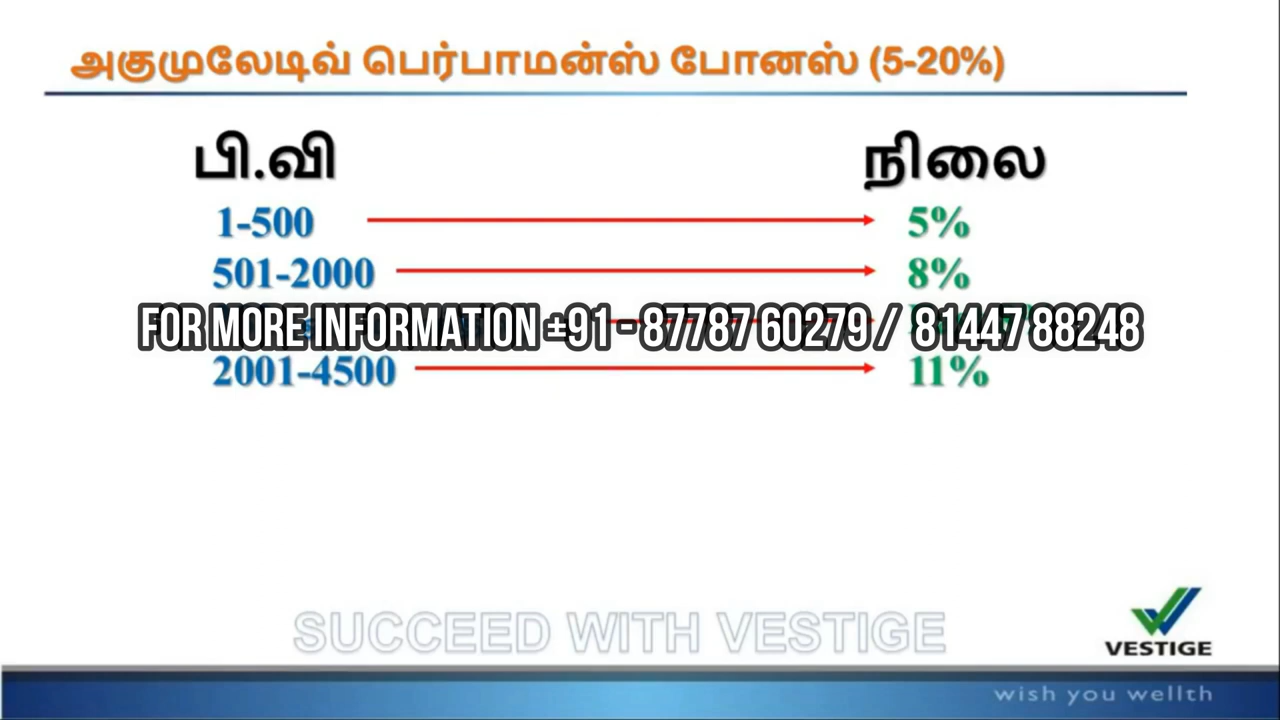 அகுமுலேடிவ் பெர்பாமன்ஸ் போனஸ் (5-20%)
பி.வி நிலை
1-500 5%
501-2000 8%
FOR MORE INFORMATION ±91 - 87787 60279 / 81447 88248
2001-4500 11%
SUCCEED WITH VESTIGE
VESTIGE
wish you wellth